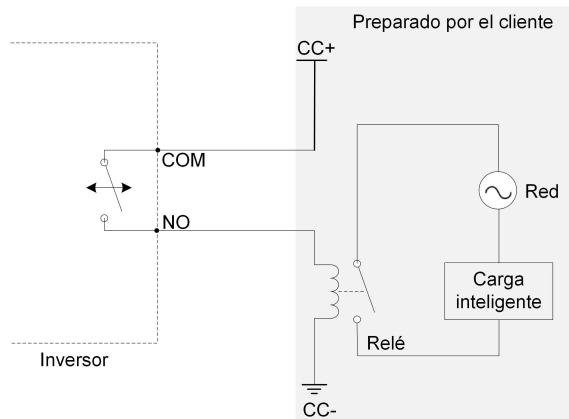 Preparado por el cliente
CC+
COM
NO
Red
Carga
inteligente
Relé
Inversor
CC-